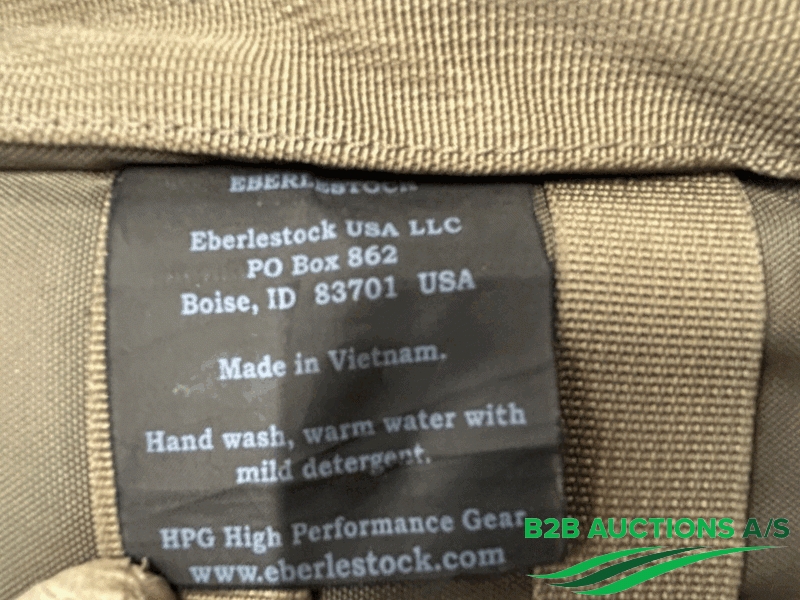 EBERLESTOCK
Eberlestock USA LLC
PO Box 862
Boise, ID 83701 USA
Made in Vietnam.
Hand wash, warm water with
mild detergent.
HPG High Performance Gear
www.eberlestock.com
B2B AUCTIONS A/S